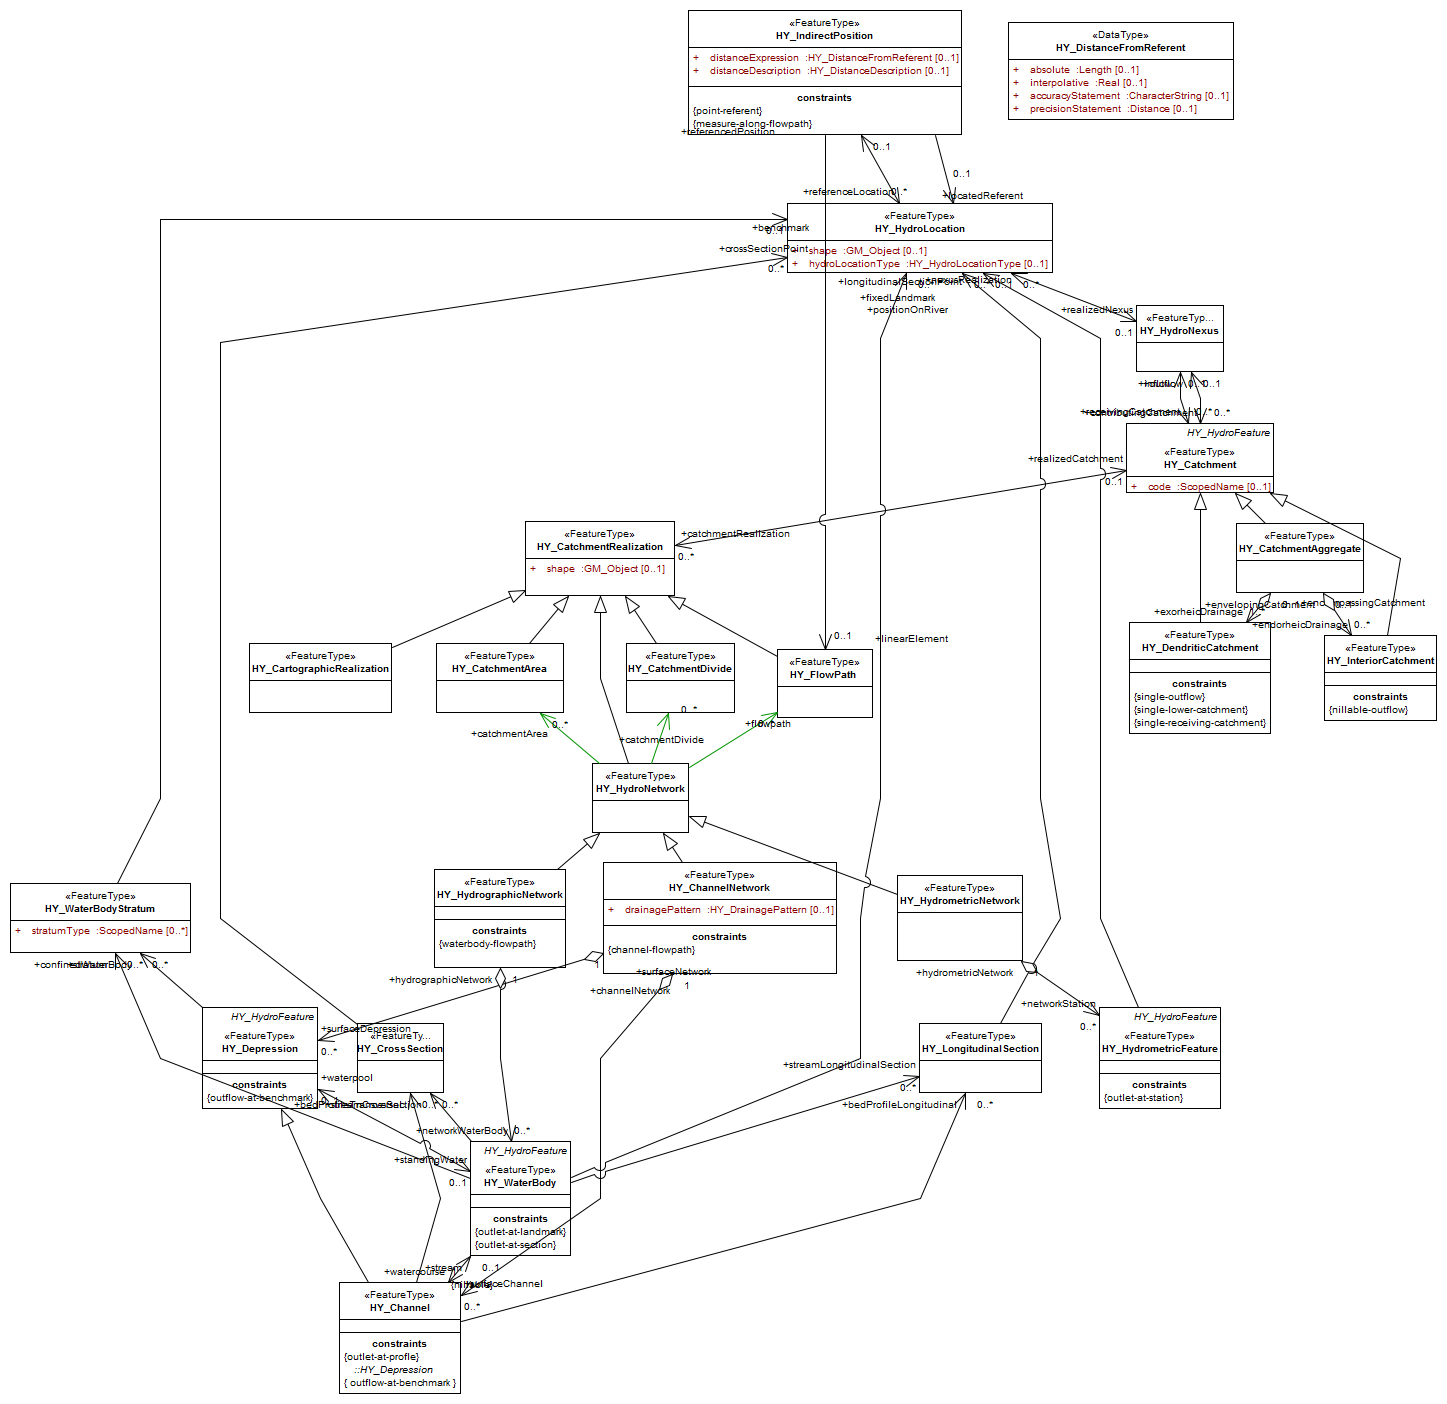 «FeatureType»
HY_IndirectPosition
+ distanceExpression :HY_DistanceFromReferent [0..1]
+ distanceDescription :HY_DistanceDescription [0..1]
constraints
{point-referent}
{measure-along-flowpath}
«DataType»
HY_DistanceFromReferent
+ absolute :Length [0..1]
+ interpolative :Real [0..1]
+ accuracyStatement :CharacterString [0..1]
+ precisionStatement :Distance [0..1]
+referencedPosition
0..1
0..1
+referenceLocation
0..*
+locatedReferent
«FeatureType»
HY_HydroLocation
+ shape :GM_Object [0..1]
+ hydroLocationType :HY_HydroLocationType [0..1]
+benchmark
0..1
+crossSectionPoint
0..*
+longitudinalSectionPoint
+nexusRealization
0..*
+fixedLandmark
+positionOnRiver
+realizedNexus
0..1
«FeatureTyp...
HY_HydroNexus
0..1
+receivingCatchment
+contributingCatchment
0..*
0..*
HY_HydroFeature
«FeatureType»
HY_Catchment
+ code :ScopedName [0..1]
+realizedCatchment
0..1
«FeatureType»
HY_CatchmentRealization
+ shape :GM_Object [0..1]
+catchmentRealization
0..*
«FeatureType»
HY_CatchmentAggregate
+envelopingCatchment
+encompassingCatchment
+exorheicDrainage
+endorheicDrainage
0..*
«FeatureType»
HY_DendriticCatchment
constraints
{single-outflow}
{single-lower-catchment}
{single-receiving-catchment}
«FeatureType»
HY_InteriorCatchment
constraints
{nillable-outflow}
«FeatureType»
HY_CartographicRealization
«FeatureType»
HY_CatchmentArea
«FeatureType»
HY_CatchmentDivide
0..1
+linearElement
«FeatureType»
HY_FlowPath
0..*
+catchmentArea
0..*
+catchmentDivide
+flowpath
0..*
«FeatureType»
HY_HydroNetwork
«FeatureType»
HY_WaterBodyStratum
+ stratumType :ScopedName [0..*]
«FeatureType»
HY_HydrographicNetwork
constraints
{waterbody-flowpath}
«FeatureType»
HY_ChannelNetwork
+ drainagePattern :HY_DrainagePattern [0..1]
constraints
{channel-flowpath}
«FeatureType»
HY_HydrometricNetwork
+confinedWaterBody
0..*
0..*
+hydrographicNetwork
1
1
+surfaceNetwork
+channelNetwork
1
+hydrometricNetwork
1
+networkStation
0..*
HY_HydroFeature
«FeatureType»
HY_Depression
constraints
{outflow-at-benchmark}
+surfaceDepression
0..*
«FeatureTy...
HY_CrossSection
+waterpool
+bedProfileTransversal
+streamCrossSection
0..*
0..*
«FeatureType»
HY_LongitudinalSection
+streamLongitudinalSection
0..*
+bedProfileLongitudinal
0..*
HY_HydroFeature
«FeatureType»
HY_HydrometricFeature
constraints
{outlet-at-station}
+networkWaterBody
0..*
+standingWater
0..1
HY_HydroFeature
«FeatureType»
HY_WaterBody
constraints
{outlet-at-landmark}
{outlet-at-section}
+watercourse
+stream
0..1
+surfaceChannel
0..*
«FeatureType»
HY_Channel
constraints
{outlet-at-profile}
::HY_Depression
{ outflow-at-benchmark }